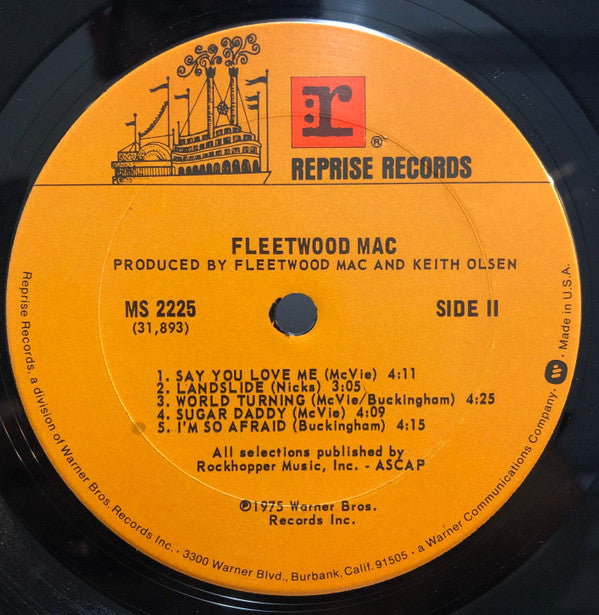 r
®
REPRISE RECORDS
FLEETWOOD MAC
PRODUCED BY FLEETWOOD MAC AND KEITH OLSEN
MS 2225
SIDE II
(31,893)
1. SAY YOU LOVE ME (McVie) 4:11
2. LANDSLIDE (Nicks) 3:05
3. WORLD TURNING (McVie/Buckingham) 4:25
4. SUGAR DADDY (McVie) 4:09
5. I'M SO AFRAID (Buckingham) 4:15
All selections published by
Rockhopper Music, Inc. - ASCAP
℗1975 Warner Bros.
Records Inc.
Reprise Records, a division of Warner Bros. Records Inc. · 3300 Warner Blvd., Burbank, Calif. 91505 · a Warner Communications Company · W · Made in U.S.A.